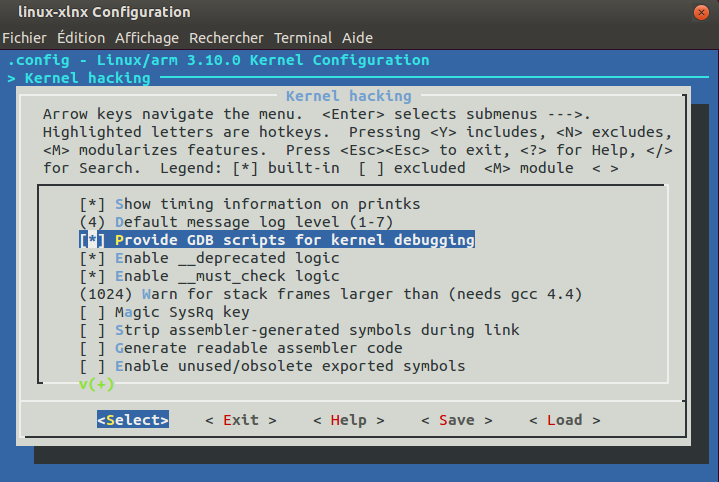 linux-xlnx Configuration
Fichier Édition Affichage Rechercher Terminal Aide
.config - Linux/arm 3.10.0 Kernel Configuration
> Kernel hacking
Kernel hacking
Arrow keys navigate the menu.  <Enter> selects submenus --->.
Highlighted letters are hotkeys.  Pressing <Y> includes, <N> excludes,
<M> modularizes features.  Press <Esc><Esc> to exit, <?> for Help, </>
for Search.  Legend: [*] built-in  [ ] excluded  <M> module  < >
[*] Show timing information on printks
(4) Default message log level (1-7)
[*] Provide GDB scripts for kernel debugging
[*] Enable __deprecated logic
[*] Enable __must_check logic
(1024) Warn for stack frames larger than (needs gcc 4.4)
[ ] Magic SysRq key
[ ] Strip assembler-generated symbols during link
[ ] Generate readable assembler code
[ ] Enable unused/obsolete exported symbols
v(+)
<Select>    < Exit >    < Help >    < Save >    < Load >